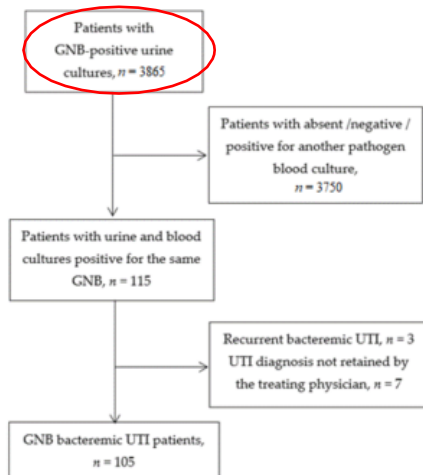 Patients with
GNB-positive urine
cultures, n = 3865
Patients with absent /negative /
positive for another pathogen
blood culture,
n = 3750
Patients with urine and blood
cultures positive for the same
GNB, n = 115
Recurrent bacteremic UTI, n = 3
UTI diagnosis not retained by
the treating physician, n = 7
GNB bacteremic UTI patients,
n = 105